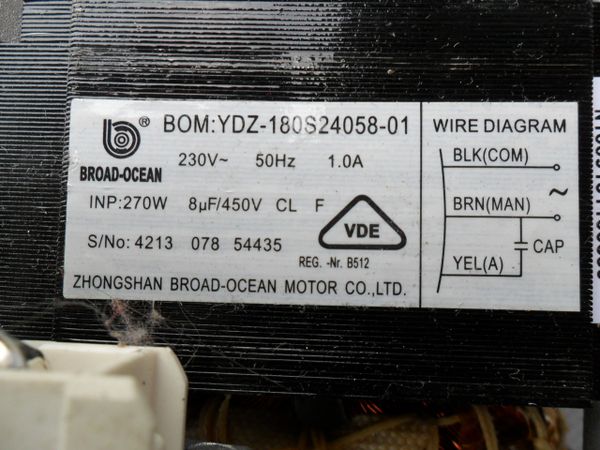 BOM:YDZ-180S24058-01
®
BROAD-OCEAN
230V~ 50Hz 1.0A
INP:270W 8µF/450V CL F
VDE
S/No: 4213 078 54435
REG. -Nr. B512
ZHONGSHAN BROAD-OCEAN MOTOR CO.,LTD.
WIRE DIAGRAM
BLK(COM)
~
BRN(MAN)
CAP
YEL(A)